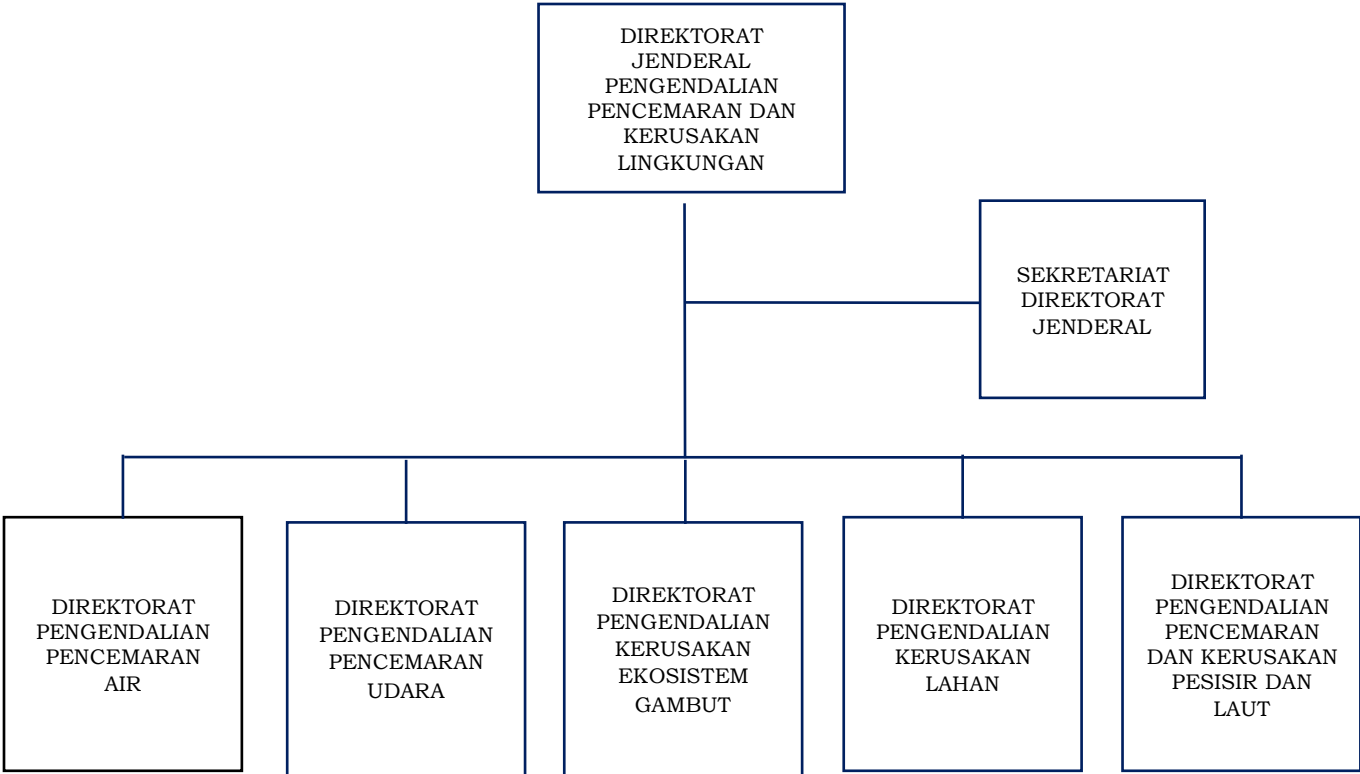 DIREKTORAT
JENDERAL
PENGENDALIAN
PENCEMARAN DAN
KERUSAKAN
LINGKUNGAN
SEKRETARIAT
DIREKTORAT
JENDERAL
DIREKTORAT
PENGENDALIAN
PENCEMARAN
AIR
DIREKTORAT
PENGENDALIAN
PENCEMARAN
UDARA
DIREKTORAT
PENGENDALIAN
KERUSAKAN
EKOSISTEM
GAMBUT
DIREKTORAT
PENGENDALIAN
KERUSAKAN
LAHAN
DIREKTORAT
PENGENDALIAN
PENCEMARAN
DAN KERUSAKAN
PESISIR DAN
LAUT